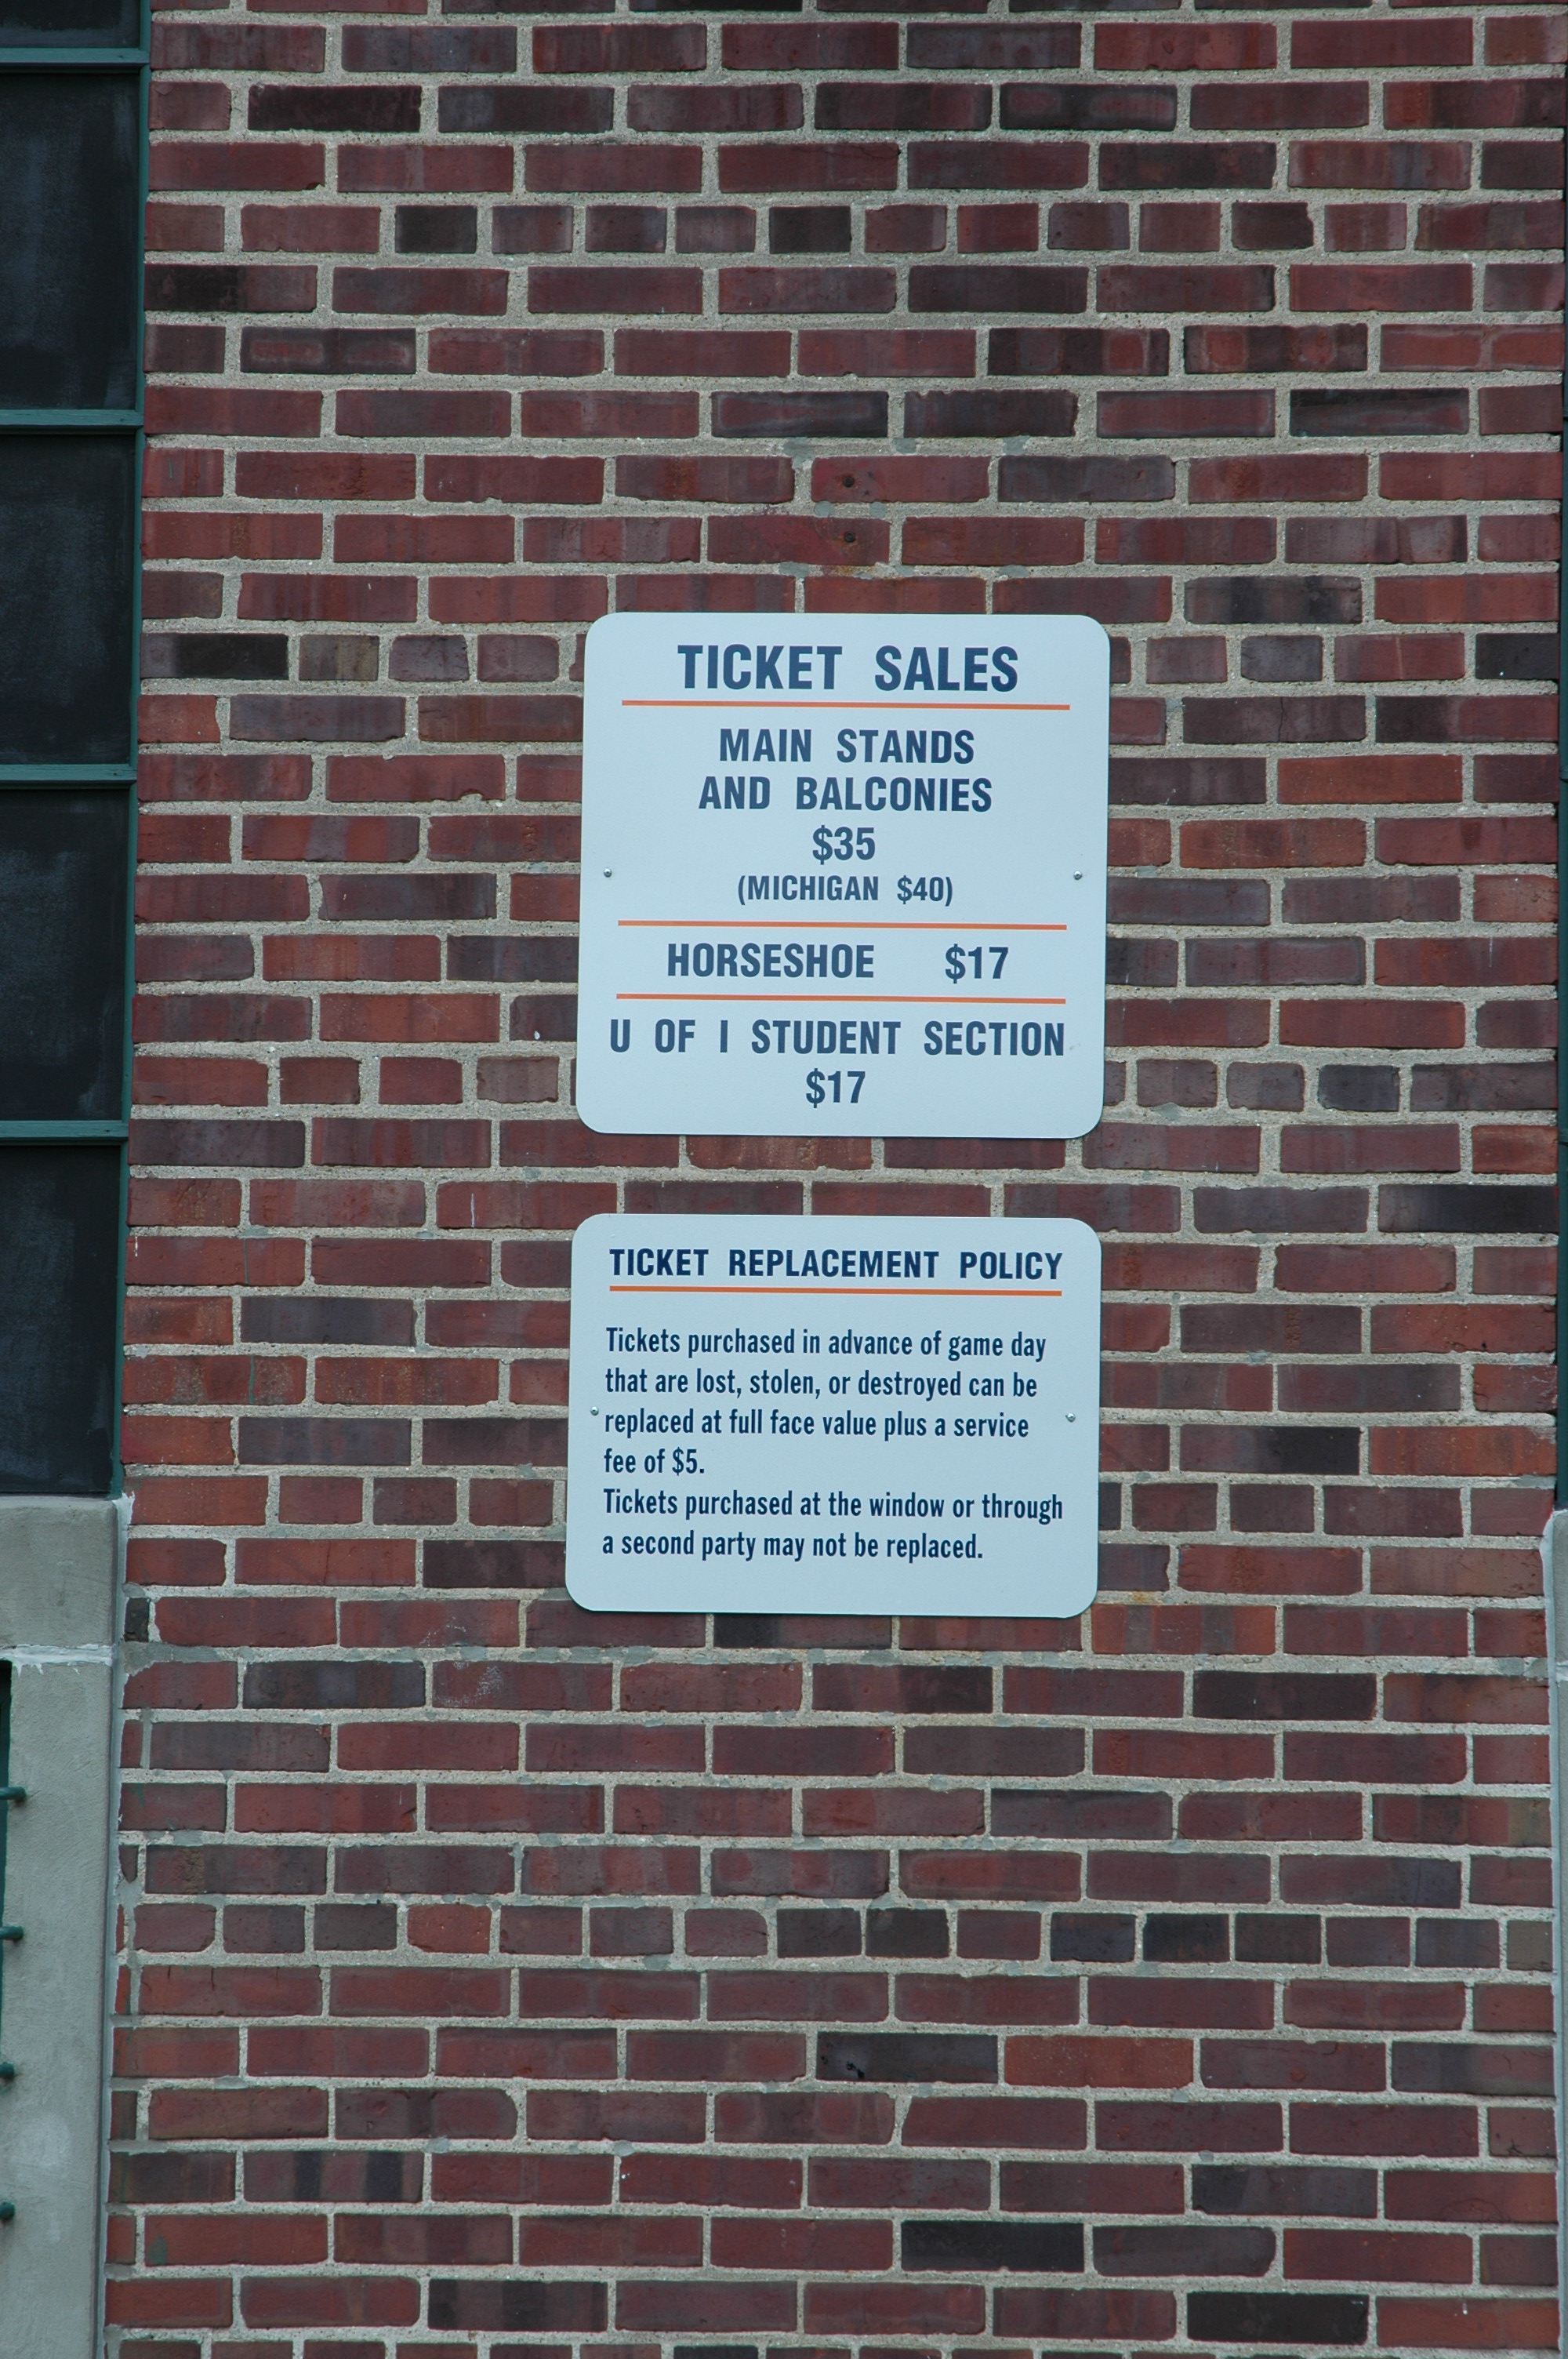 TICKET SALES
MAIN STANDS
AND BALCONIES
$35
(MICHIGAN $40)
HORSESHOE $17
U OF I STUDENT SECTION
$17
TICKET REPLACEMENT POLICY
Tickets purchased in advance of game day
that are lost, stolen, or destroyed can be
replaced at full face value plus a service
fee of $5.
Tickets purchased at the window or through
a second party may not be replaced.